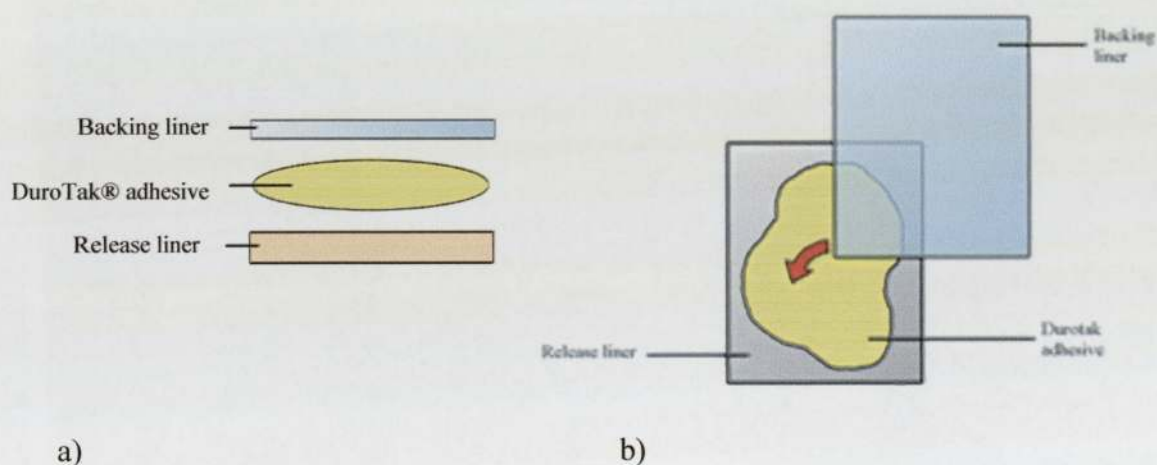 Backing liner
DuroTak® adhesive
Release liner
a)
Backing
liner
Release liner
Durotak
adhesive
b)